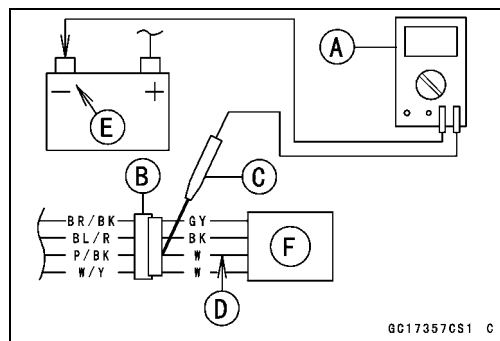 A
− +
E
B
C
BR/BK GY
BL/R BK
P/BK W
W/Y W
F
D
GC17357CS1 C